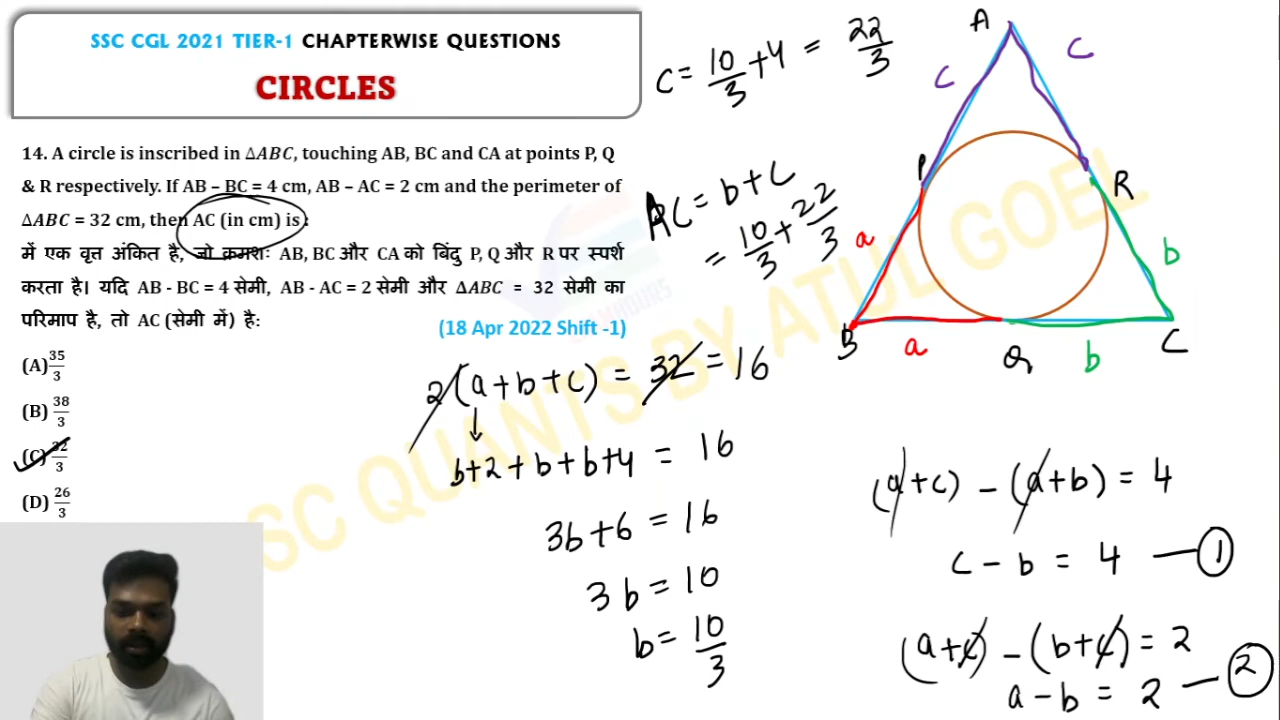 SSC CGL 2021 TIER-1 CHAPTERWISE QUESTIONS
CIRCLES
14. A circle is inscribed in ∆ABC, touching AB, BC and CA at points P, Q
& R respectively. If AB – BC = 4 cm, AB – AC = 2 cm and the perimeter of
∆ABC = 32 cm, then AC (in cm) is :
में एक वृत्त अंकित है, जो क्रमशः AB, BC और CA को बिंदु P, Q और R पर स्पर्श
करता है। यदि AB - BC = 4 सेमी, AB - AC = 2 सेमी और ∆ABC = 32 सेमी का
परिमाप है, तो AC (सेमी में) है:
(18 Apr 2022 Shift -1)
(A) 35/3
(B) 38/3
(C) 32/3
(D) 26/3
2(a+b+c) = 32 = 16
b+2+b+b+4 = 16
3b+6 = 16
3b = 10
b = 10/3
C = 10/3 + 4 = 22/3
AC = b+c
= 10/3 + 22/3
A
C
C
P
R
a
b
B
a
Q
b
C
(a+c) - (a+b) = 4
c - b = 4 — 1
(a+c) - (b+c) = 2
a - b = 2 — 2
SSC QUANTS BY ATUL GOEL